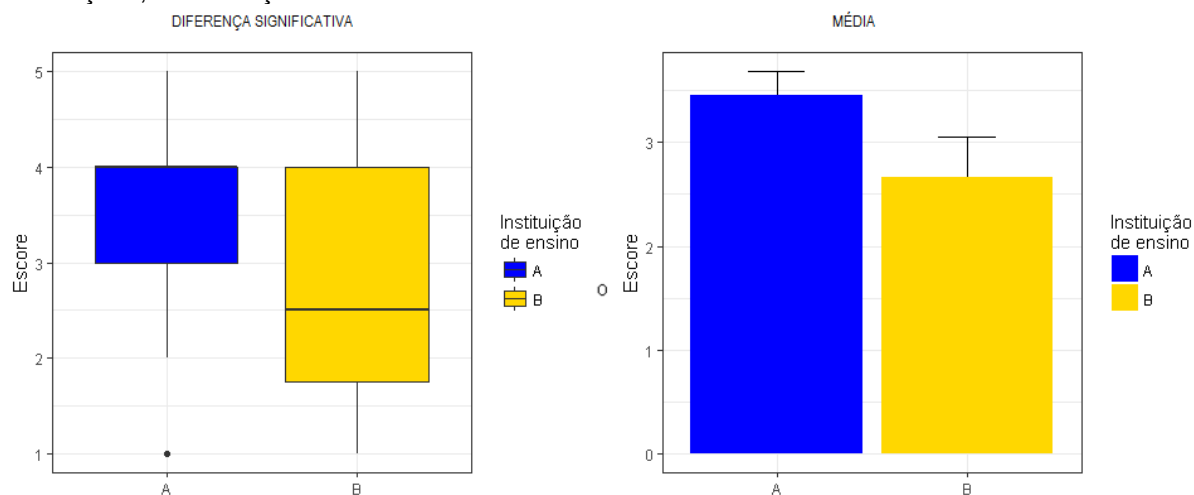 DIFERENÇA SIGNIFICATIVA
5
4
3
2
1
Escore
A
B
Instituição
de ensino
A
B
o
MÉDIA
3
2
1
0
Escore
A
B
Instituição
de ensino
A
B